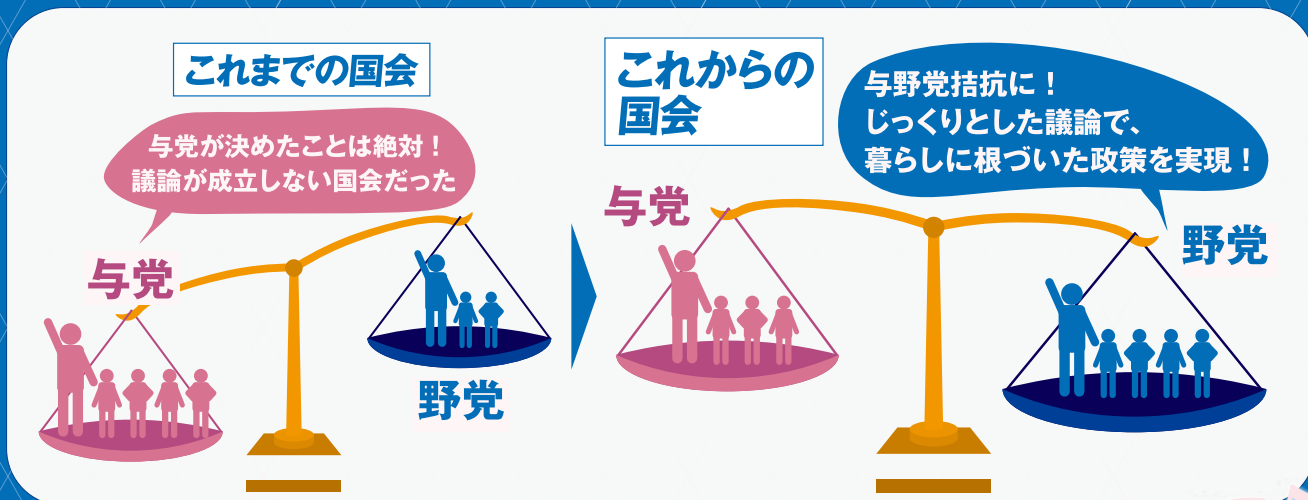 これまでの国会
与党が決めたことは絶対！
議論が成立しない国会だった
与党
野党
これからの
国会
与野党拮抗に！
じっくりとした議論で、
暮らしに根づいた政策を実現！
与党
野党